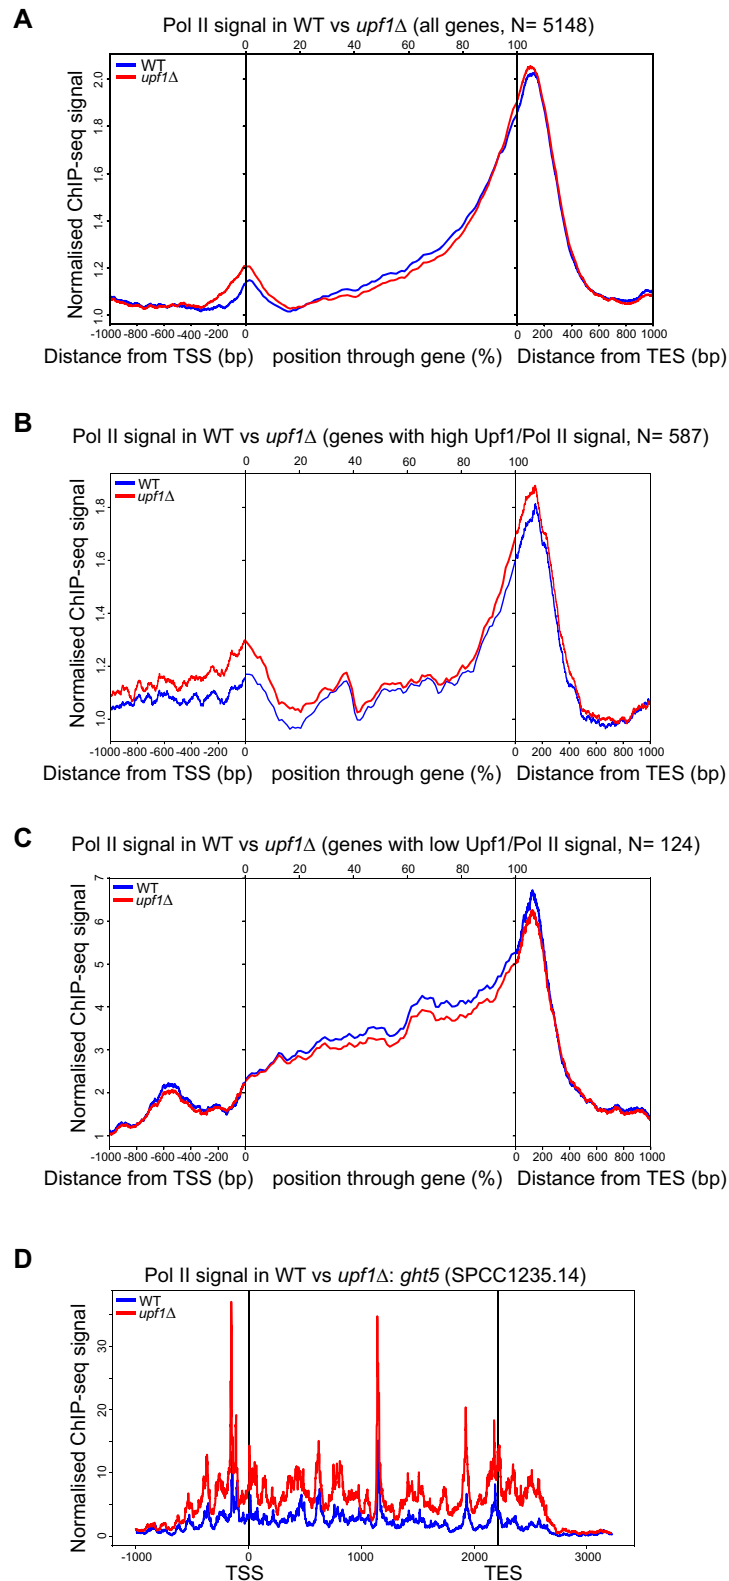 A
Pol II signal in WT vs upf1Δ (all genes, N= 5148)
0 20 40 60 80 100
WT
upf1Δ
Normalised ChIP-seq signal
2.0
1.8
1.6
1.4
1.2
1.0
-1000 -800 -600 -400 -200 0 0 200 400 600 800 1000
Distance from TSS (bp) position through gene (%) Distance from TES (bp)
B
Pol II signal in WT vs upf1Δ (genes with high Upf1/Pol II signal, N= 587)
0 20 40 60 80 100
WT
upf1Δ
Normalised ChIP-seq signal
1.8
1.6
1.4
1.2
1.0
-1000 -800 -600 -400 -200 0 0 200 400 600 800 1000
Distance from TSS (bp) position through gene (%) Distance from TES (bp)
C
Pol II signal in WT vs upf1Δ (genes with low Upf1/Pol II signal, N= 124)
0 20 40 60 80 100
WT
upf1Δ
Normalised ChIP-seq signal
7
6
5
4
3
2
1
-1000 -800 -600 -400 -200 0 0 200 400 600 800 1000
Distance from TSS (bp) position through gene (%) Distance from TES (bp)
D
Pol II signal in WT vs upf1Δ: ght5 (SPCC1235.14)
WT
upf1Δ
Normalised ChIP-seq signal
30
20
10
0
-1000 0 1000 2000 3000
TSS TES